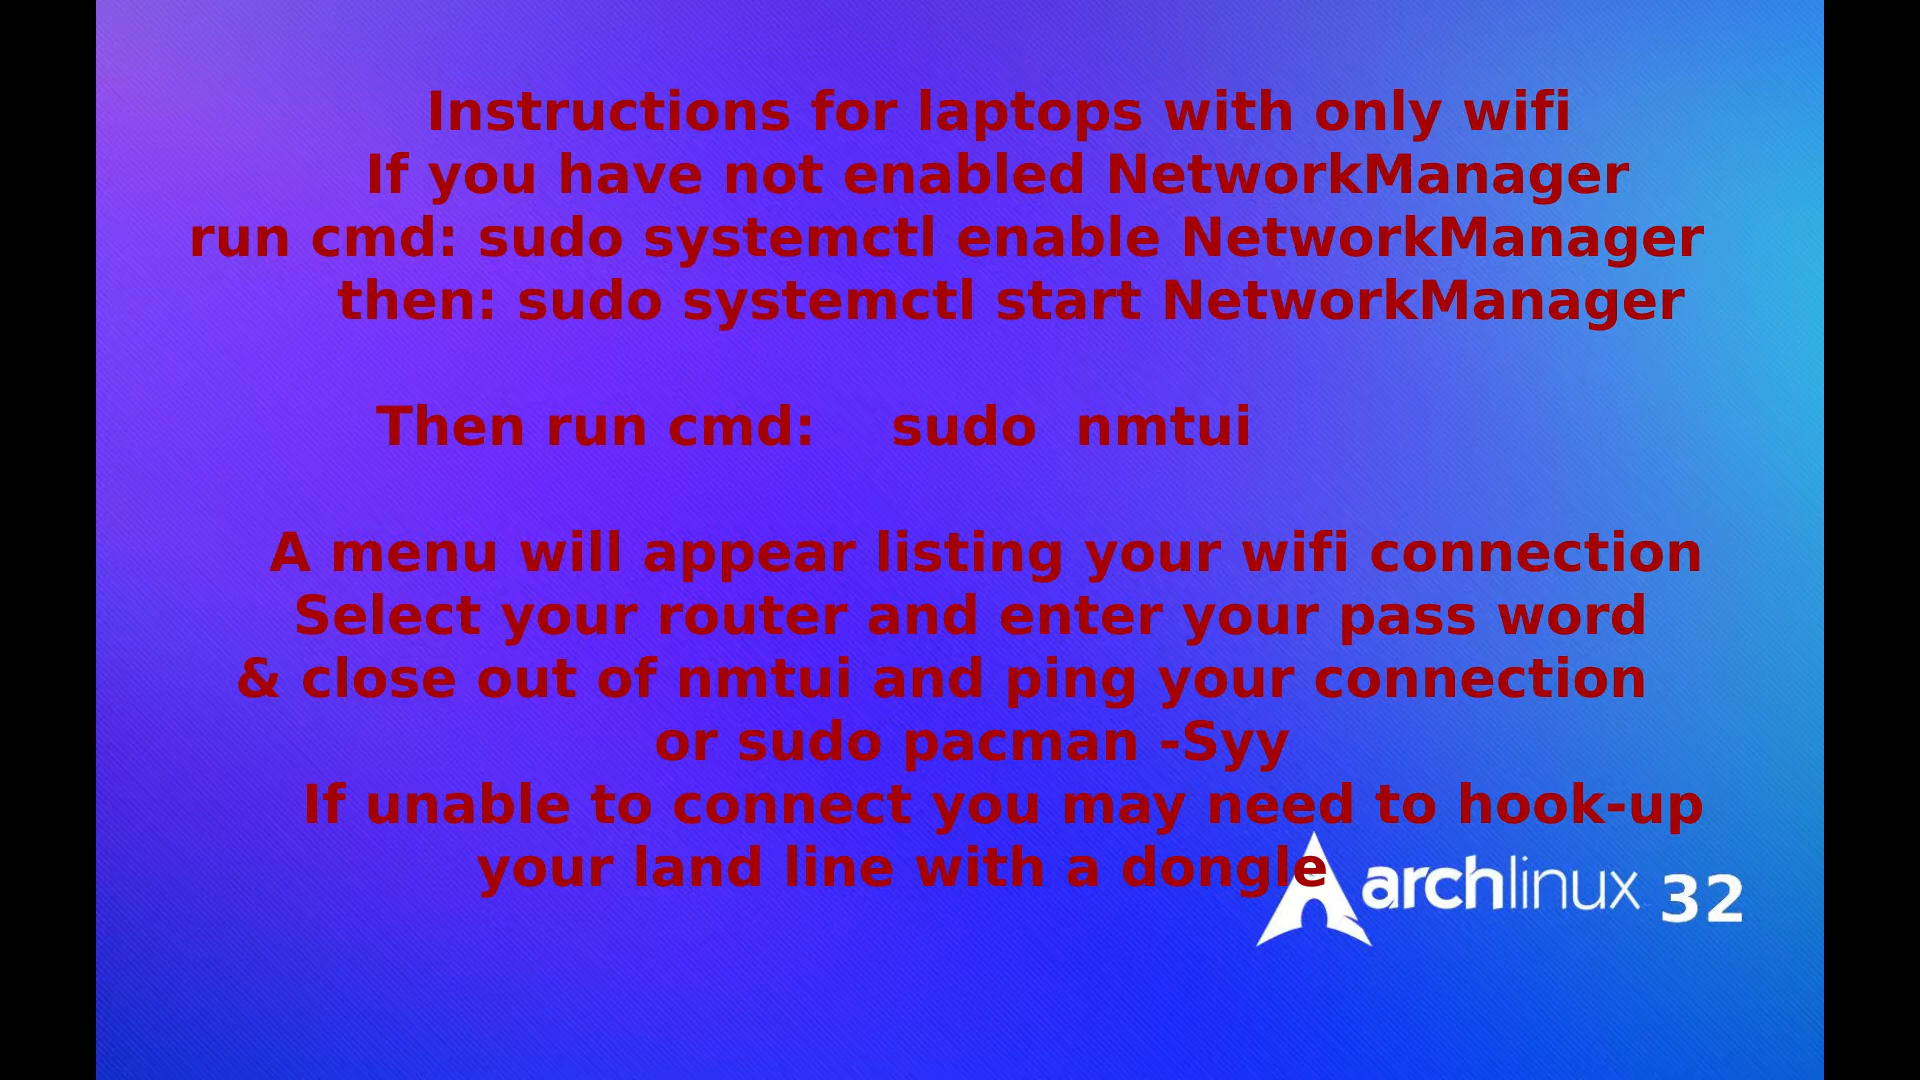 Instructions for laptops with only wifi
If you have not enabled NetworkManager
run cmd: sudo systemctl enable NetworkManager
then: sudo systemctl start NetworkManager
Then run cmd: sudo nmtui
A menu will appear listing your wifi connection
Select your router and enter your pass word
& close out of nmtui and ping your connection
or sudo pacman -Syy
If unable to connect you may need to hook-up
your land line with a dongle
archlinux 32